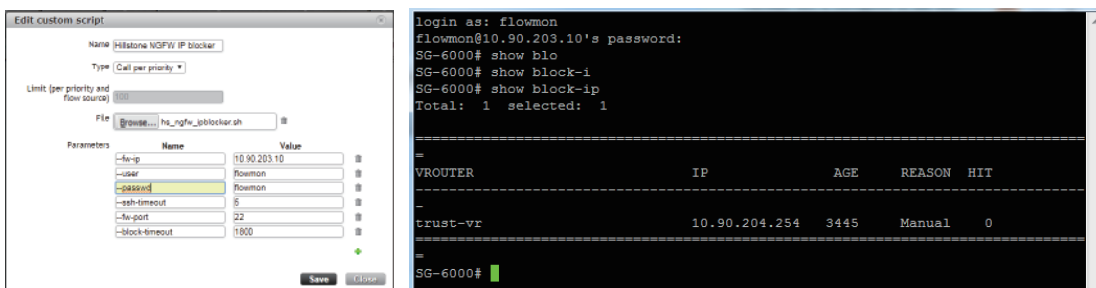 Edit custom script
Name Hillstone NGFW IP blocker
Type Call per priority
Limit (per priority and
flow source) 100
File Browse... hs_ngfw_ipblocker.sh
Parameters Name Value
--fw-ip 10.90.203.10
--user flowmon
--passwd flowmon
--ssh-timeout 5
--fw-port 22
--block-timeout 1800
Save Close
login as: flowmon
flowmon@10.90.203.10's password:
SG-6000# show blo
SG-6000# show block-i
SG-6000# show block-ip
Total: 1 selected: 1
================================================================================
=
VROUTER IP AGE REASON HIT
--------------------------------------------------------------------------------
-
trust-vr 10.90.204.254 3445 Manual 0
================================================================================
=
SG-6000#